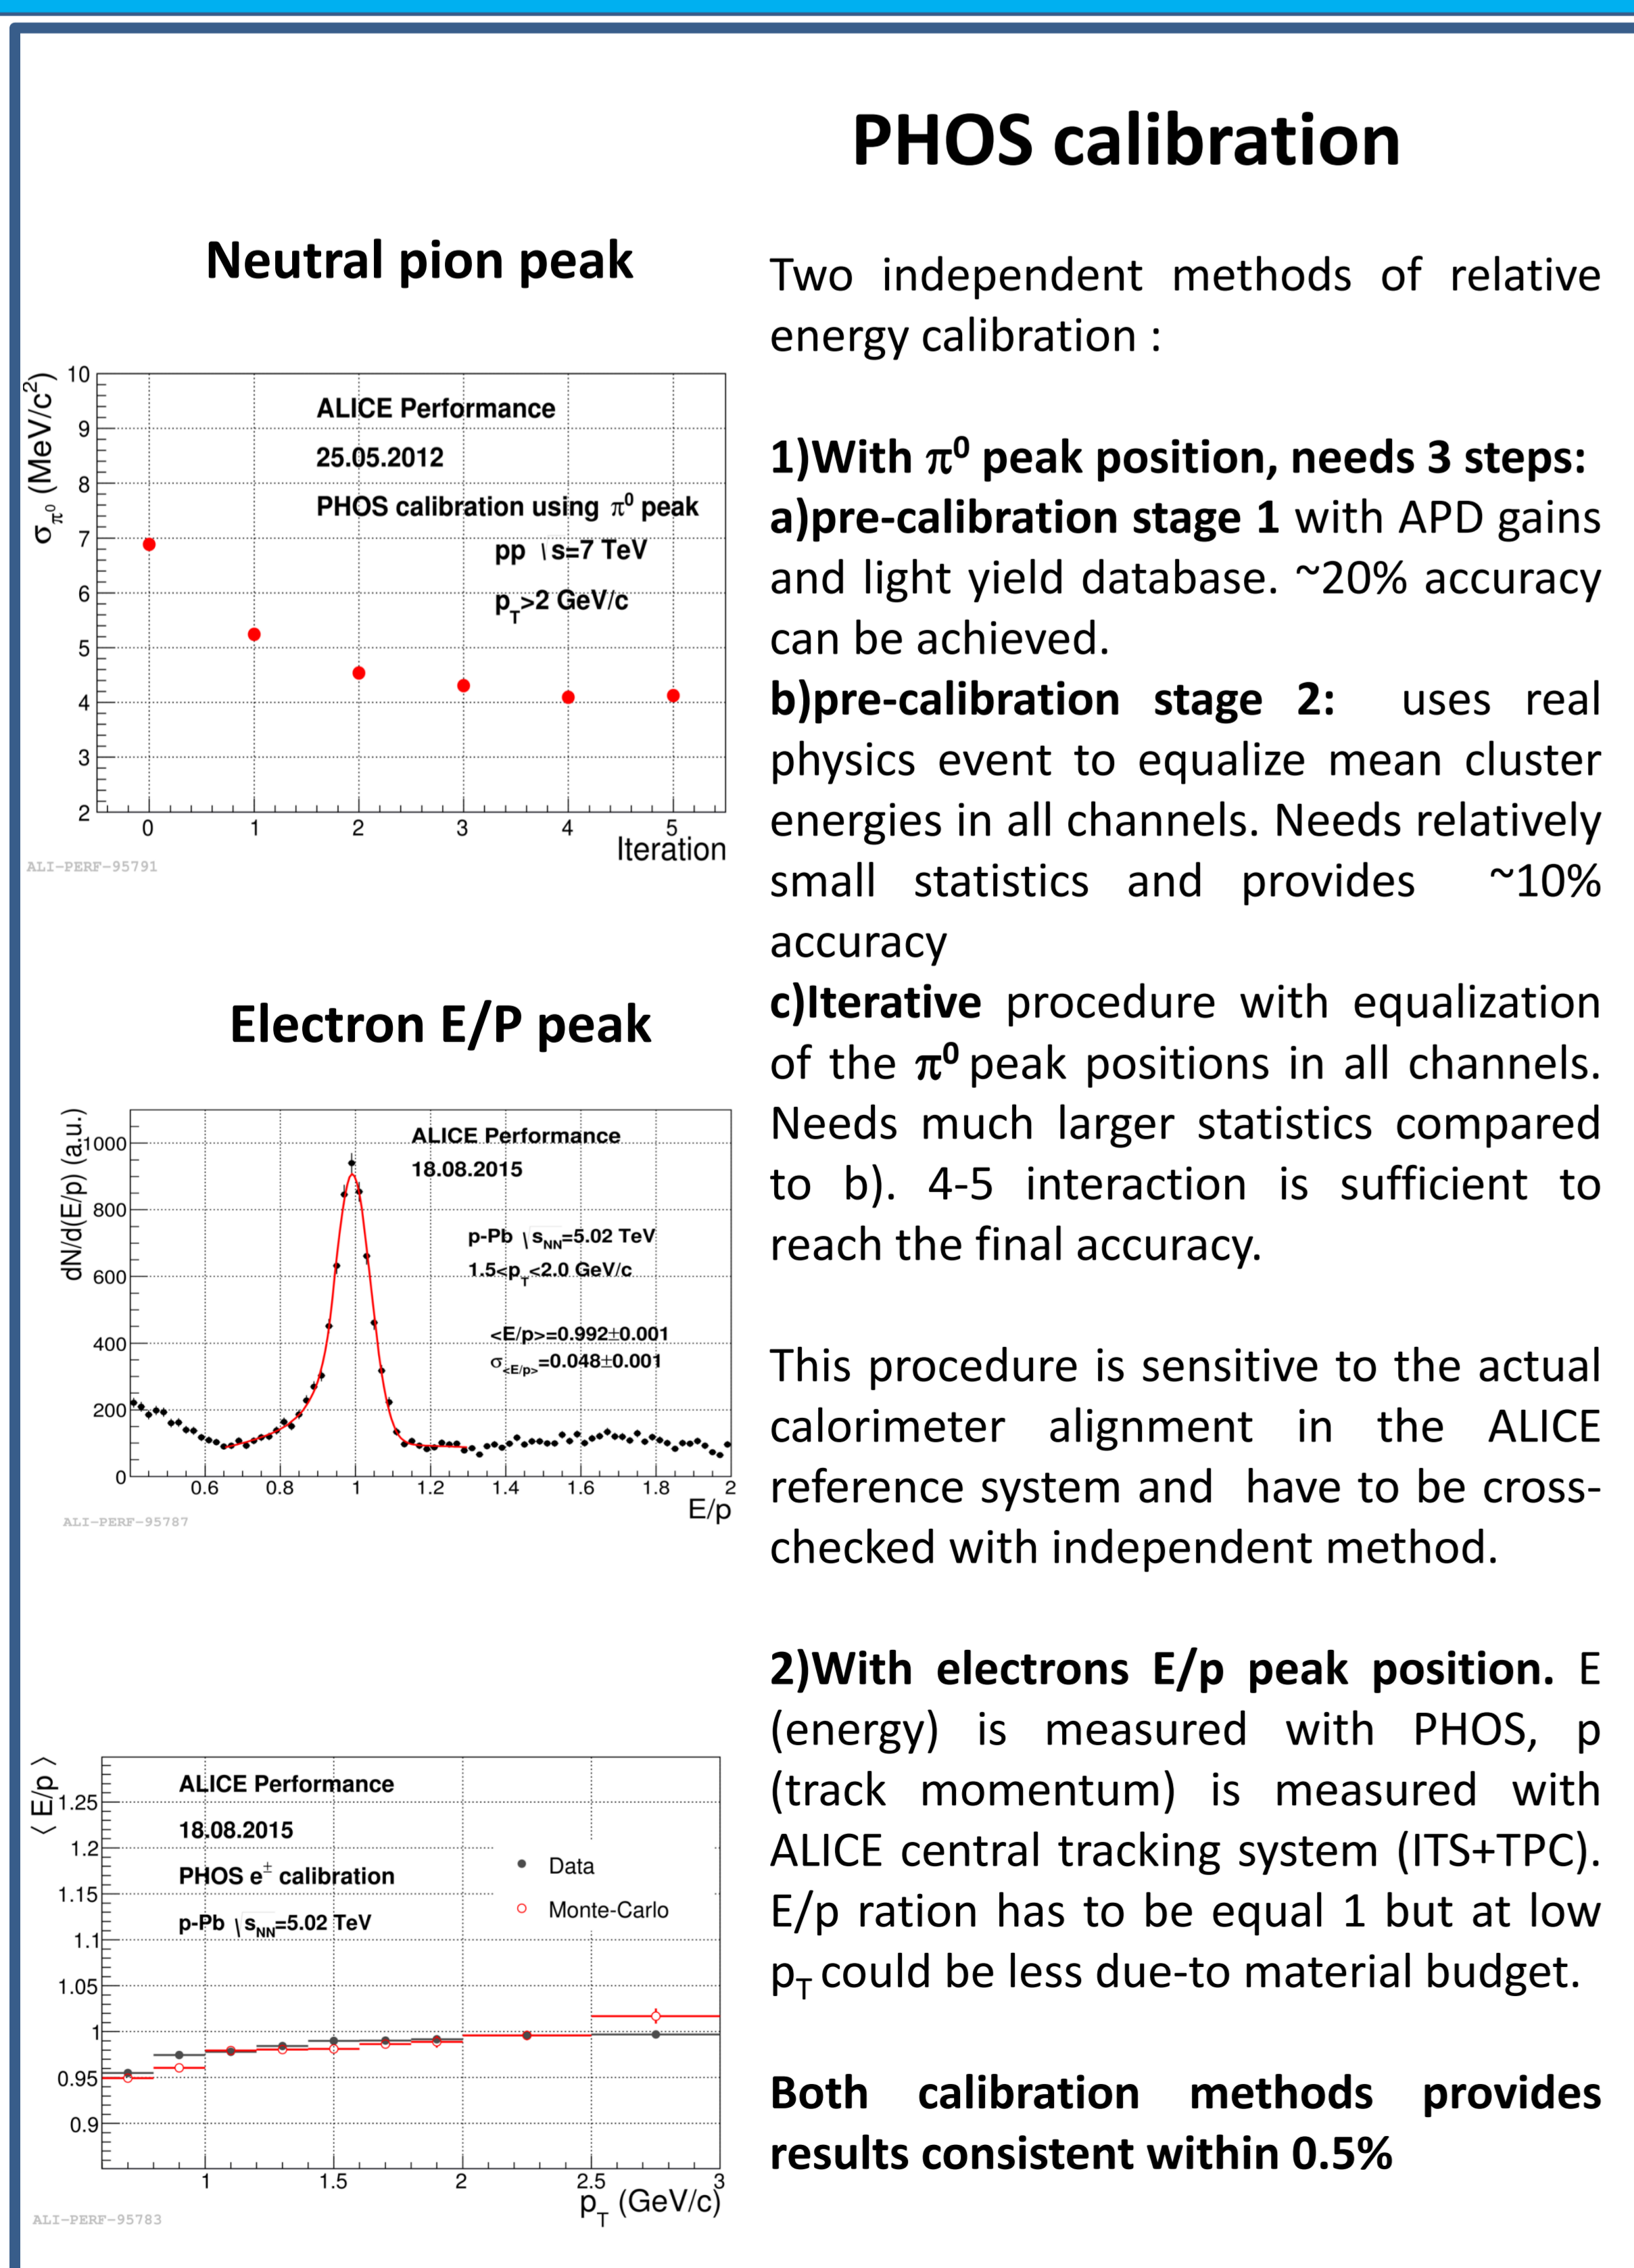 PHOS calibration
Neutral pion peak
σπ0 (MeV/c2)
10
9
8
7
6
5
4
3
2
ALICE Performance
25.05.2012
PHOS calibration using π0 peak
pp √s=7 TeV
pT>2 GeV/c
0 1 2 3 4 5
Iteration
ALI-PERF-95791
Electron E/P peak
dN/d(E/p) (a.u.)
1000
800
600
400
200
0
ALICE Performance
18.08.2015
p-Pb √sNN=5.02 TeV
1.5<pT<2.0 GeV/c
<E/p>=0.992±0.001
σ<E/p>=0.048±0.001
0.6 0.8 1 1.2 1.4 1.6 1.8 2
E/p
ALI-PERF-95787
⟨ E/p ⟩
1.25
1.2
1.15
1.1
1.05
1
0.95
0.9
ALICE Performance
18.08.2015
PHOS e± calibration
p-Pb √sNN=5.02 TeV
Data
Monte-Carlo
1 1.5 2 2.5 3
pT (GeV/c)
ALI-PERF-95783
Two independent methods of relative
energy calibration :
1)With π0 peak position, needs 3 steps:
a)pre-calibration stage 1 with APD gains
and light yield database. ~20% accuracy
can be achieved.
b)pre-calibration stage 2: uses real
physics event to equalize mean cluster
energies in all channels. Needs relatively
small statistics and provides ~10%
accuracy
c)Iterative procedure with equalization
of the π0 peak positions in all channels.
Needs much larger statistics compared
to b). 4-5 interaction is sufficient to
reach the final accuracy.
This procedure is sensitive to the actual
calorimeter alignment in the ALICE
reference system and have to be cross-
checked with independent method.
2)With electrons E/p peak position. E
(energy) is measured with PHOS, p
(track momentum) is measured with
ALICE central tracking system (ITS+TPC).
E/p ration has to be equal 1 but at low
pT could be less due-to material budget.
Both calibration methods provides
results consistent within 0.5%